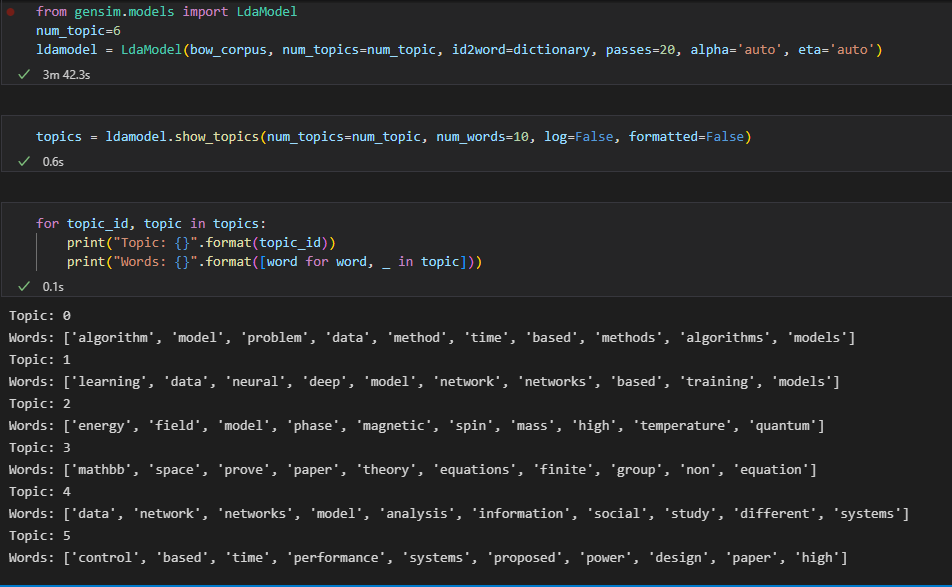 from gensim.models import LdaModel
num_topic=6
ldamodel = LdaModel(bow_corpus, num_topics=num_topic, id2word=dictionary, passes=20, alpha='auto', eta='auto')
3m 42.3s
topics = ldamodel.show_topics(num_topics=num_topic, num_words=10, log=False, formatted=False)
0.6s
for topic_id, topic in topics:
    print("Topic: {}".format(topic_id))
    print("Words: {}".format([word for word, _ in topic]))
0.1s
Topic: 0
Words: ['algorithm', 'model', 'problem', 'data', 'method', 'time', 'based', 'methods', 'algorithms', 'models']
Topic: 1
Words: ['learning', 'data', 'neural', 'deep', 'model', 'network', 'networks', 'based', 'training', 'models']
Topic: 2
Words: ['energy', 'field', 'model', 'phase', 'magnetic', 'spin', 'mass', 'high', 'temperature', 'quantum']
Topic: 3
Words: ['mathbb', 'space', 'prove', 'paper', 'theory', 'equations', 'finite', 'group', 'non', 'equation']
Topic: 4
Words: ['data', 'network', 'networks', 'model', 'analysis', 'information', 'social', 'study', 'different', 'systems']
Topic: 5
Words: ['control', 'based', 'time', 'performance', 'systems', 'proposed', 'power', 'design', 'paper', 'high']